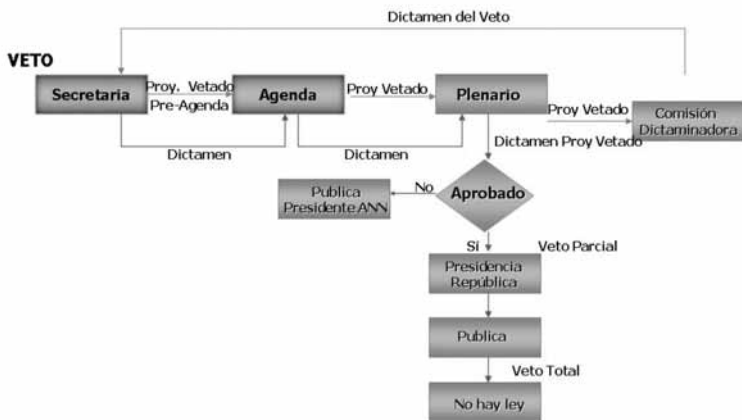 Dictamen del Veto
VETO
Secretaria
Proy. Vetado
Pre-Agenda
Agenda
Proy Vetado
Plenario
Proy Vetado
Comisión
Dictaminadora
Dictamen
Dictamen
Dictamen Proy Vetado
Publica
Presidente ANN
No
Aprobado
Sí
Veto Parcial
Presidencia
República
Publica
Veto Total
No hay ley